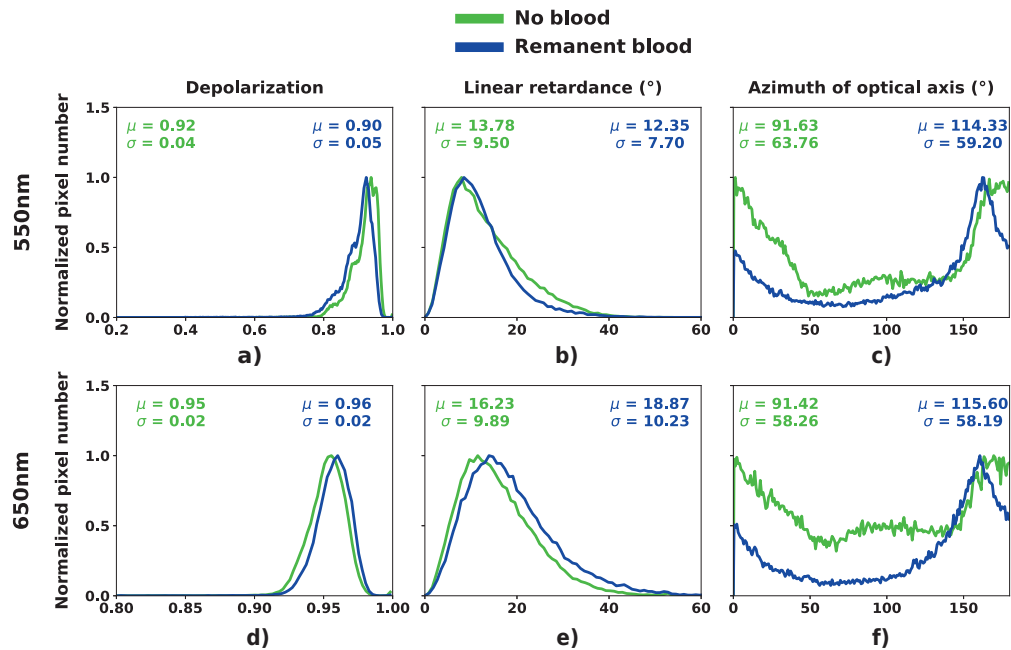 No blood
Remanent blood
Depolarization
Linear retardance (°)
Azimuth of optical axis (°)
550nm
Normalized pixel number
1.5
1.0
0.5
0.0
μ = 0.92
σ = 0.04
μ = 0.90
σ = 0.05
0.2
0.4
0.6
0.8
1.0
a)
μ = 13.78
σ = 9.50
μ = 12.35
σ = 7.70
0
20
40
60
b)
μ = 91.63
σ = 63.76
μ = 114.33
σ = 59.20
0
50
100
150
c)
650nm
Normalized pixel number
1.5
1.0
0.5
0.0
μ = 0.95
σ = 0.02
μ = 0.96
σ = 0.02
0.80
0.85
0.90
0.95
1.00
d)
μ = 16.23
σ = 9.89
μ = 18.87
σ = 10.23
0
20
40
60
e)
μ = 91.42
σ = 58.26
μ = 115.60
σ = 58.19
0
50
100
150
f)